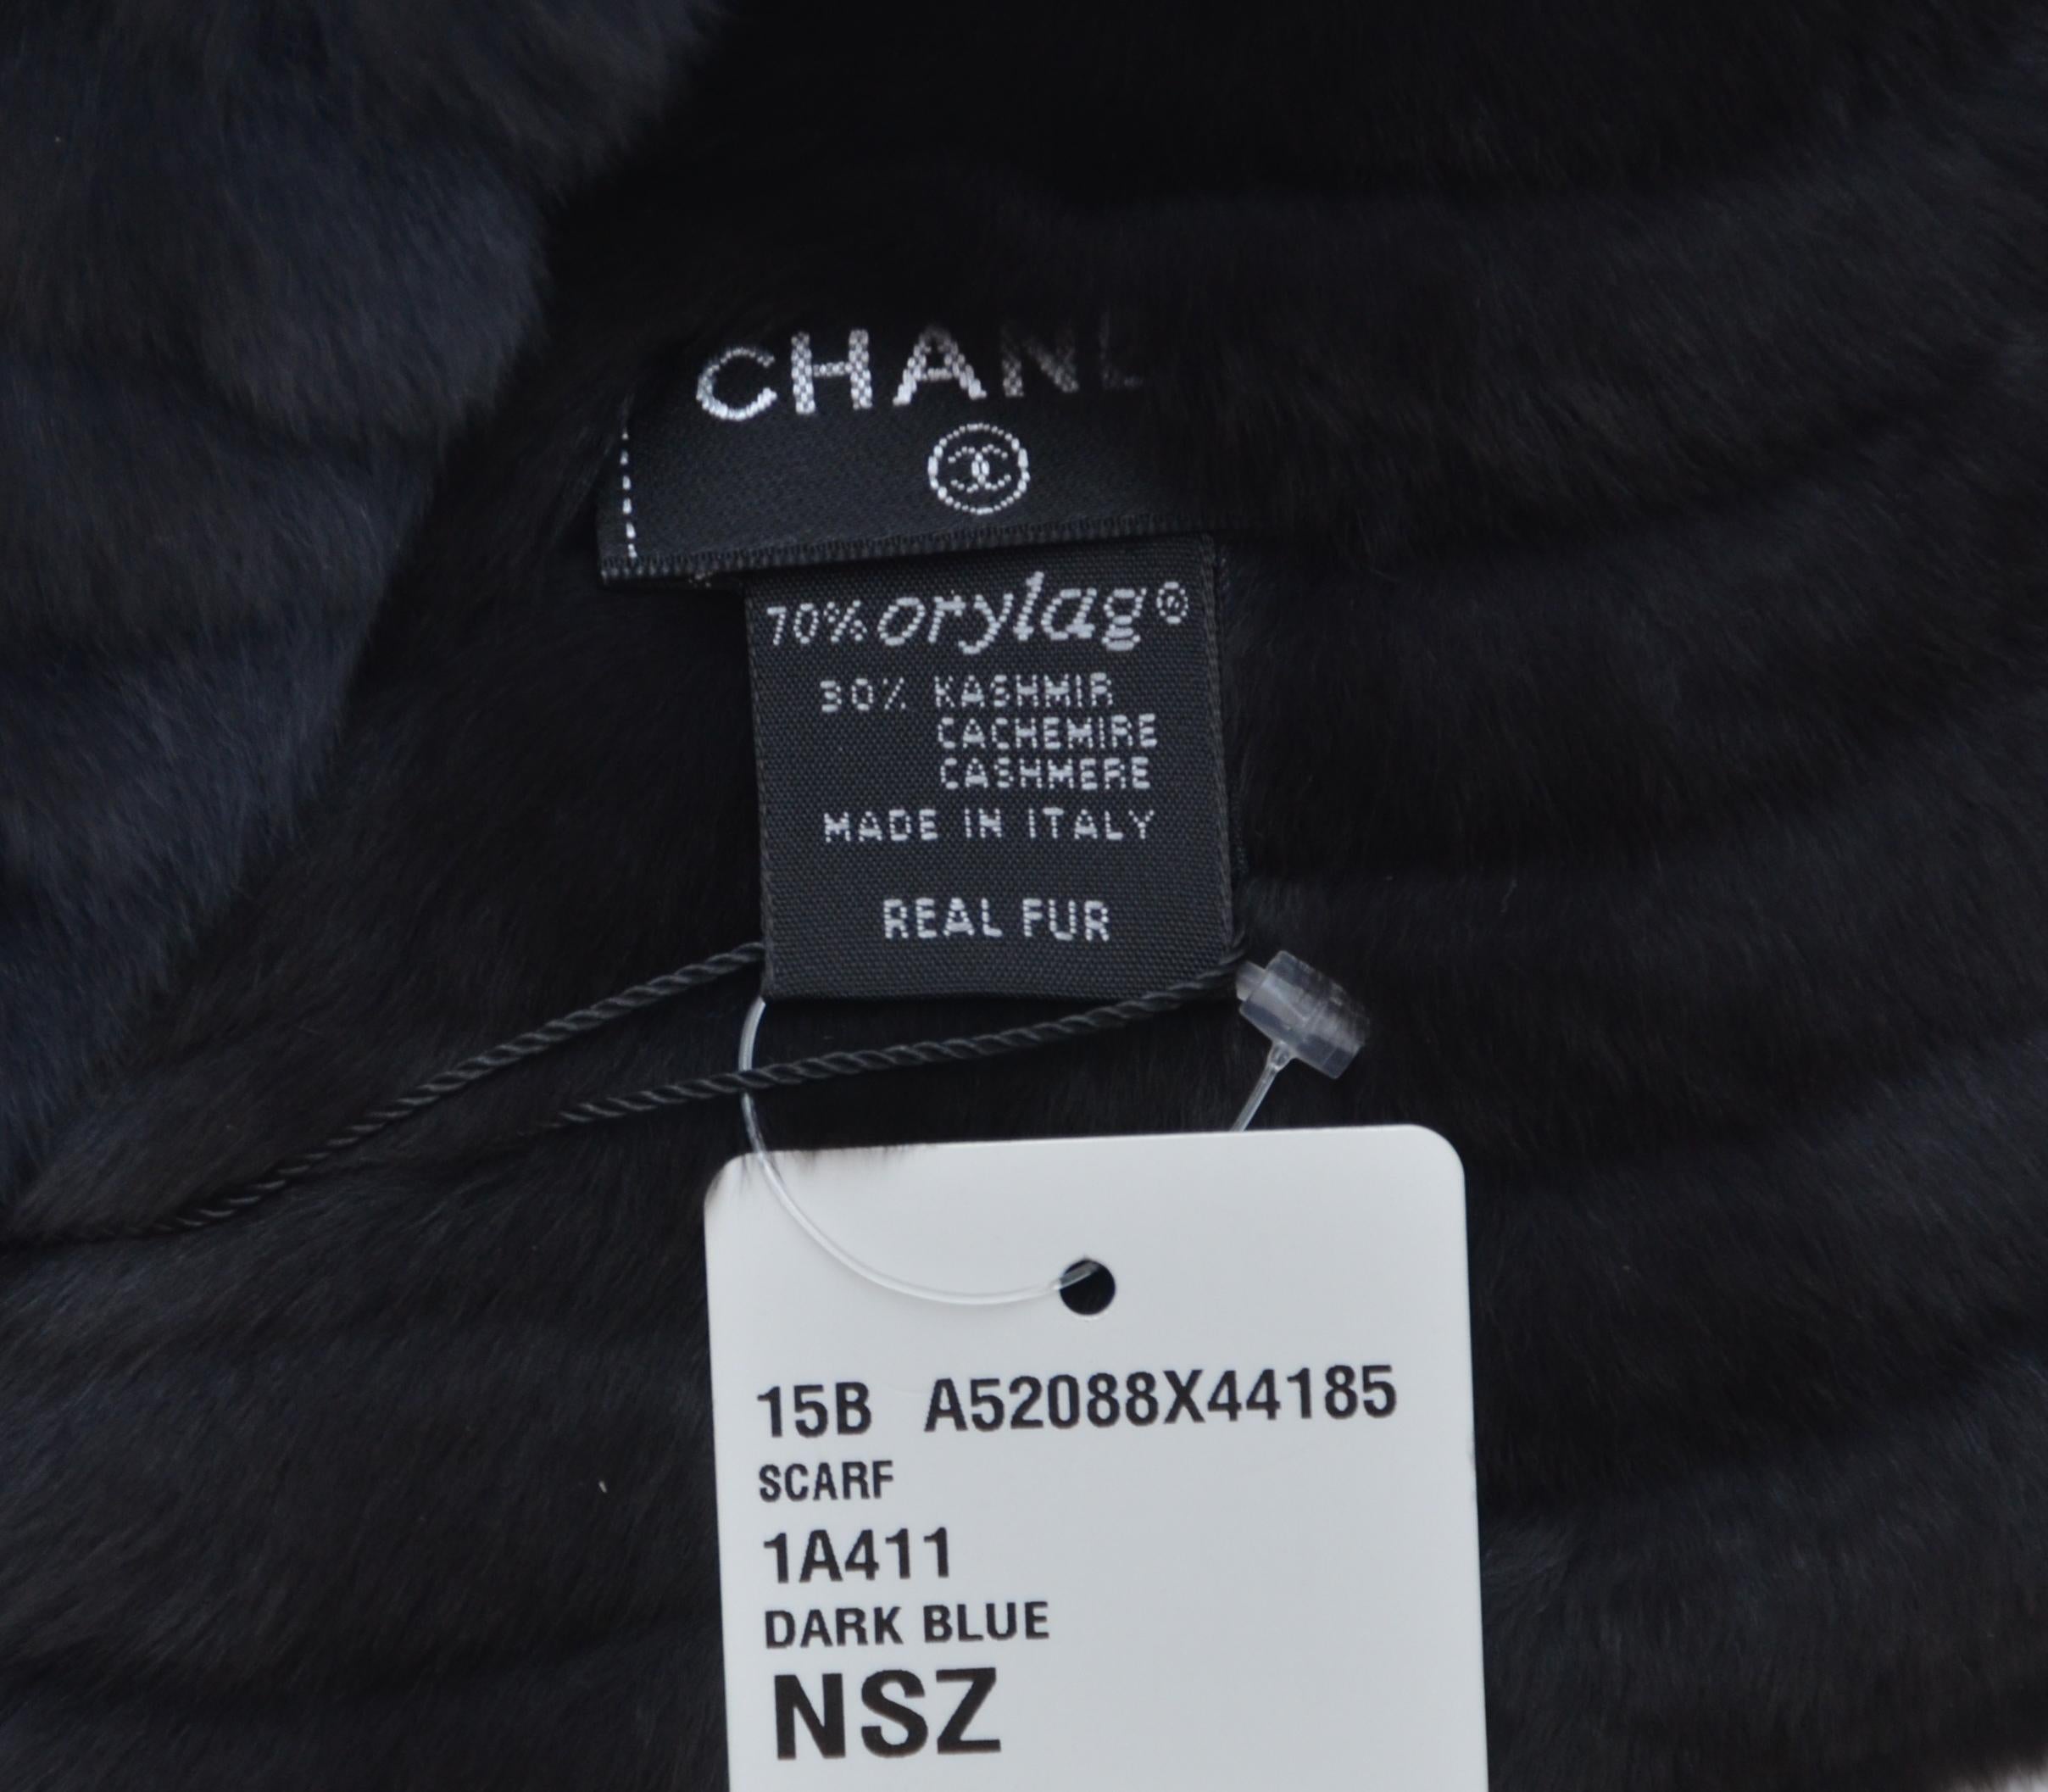 CHANE
70% orylag®
30% KASHMIR
CACHEMIRE
CASHMERE
MADE IN ITALY
REAL FUR
15B A52088X44185
SCARF
1A411
DARK BLUE
NSZ